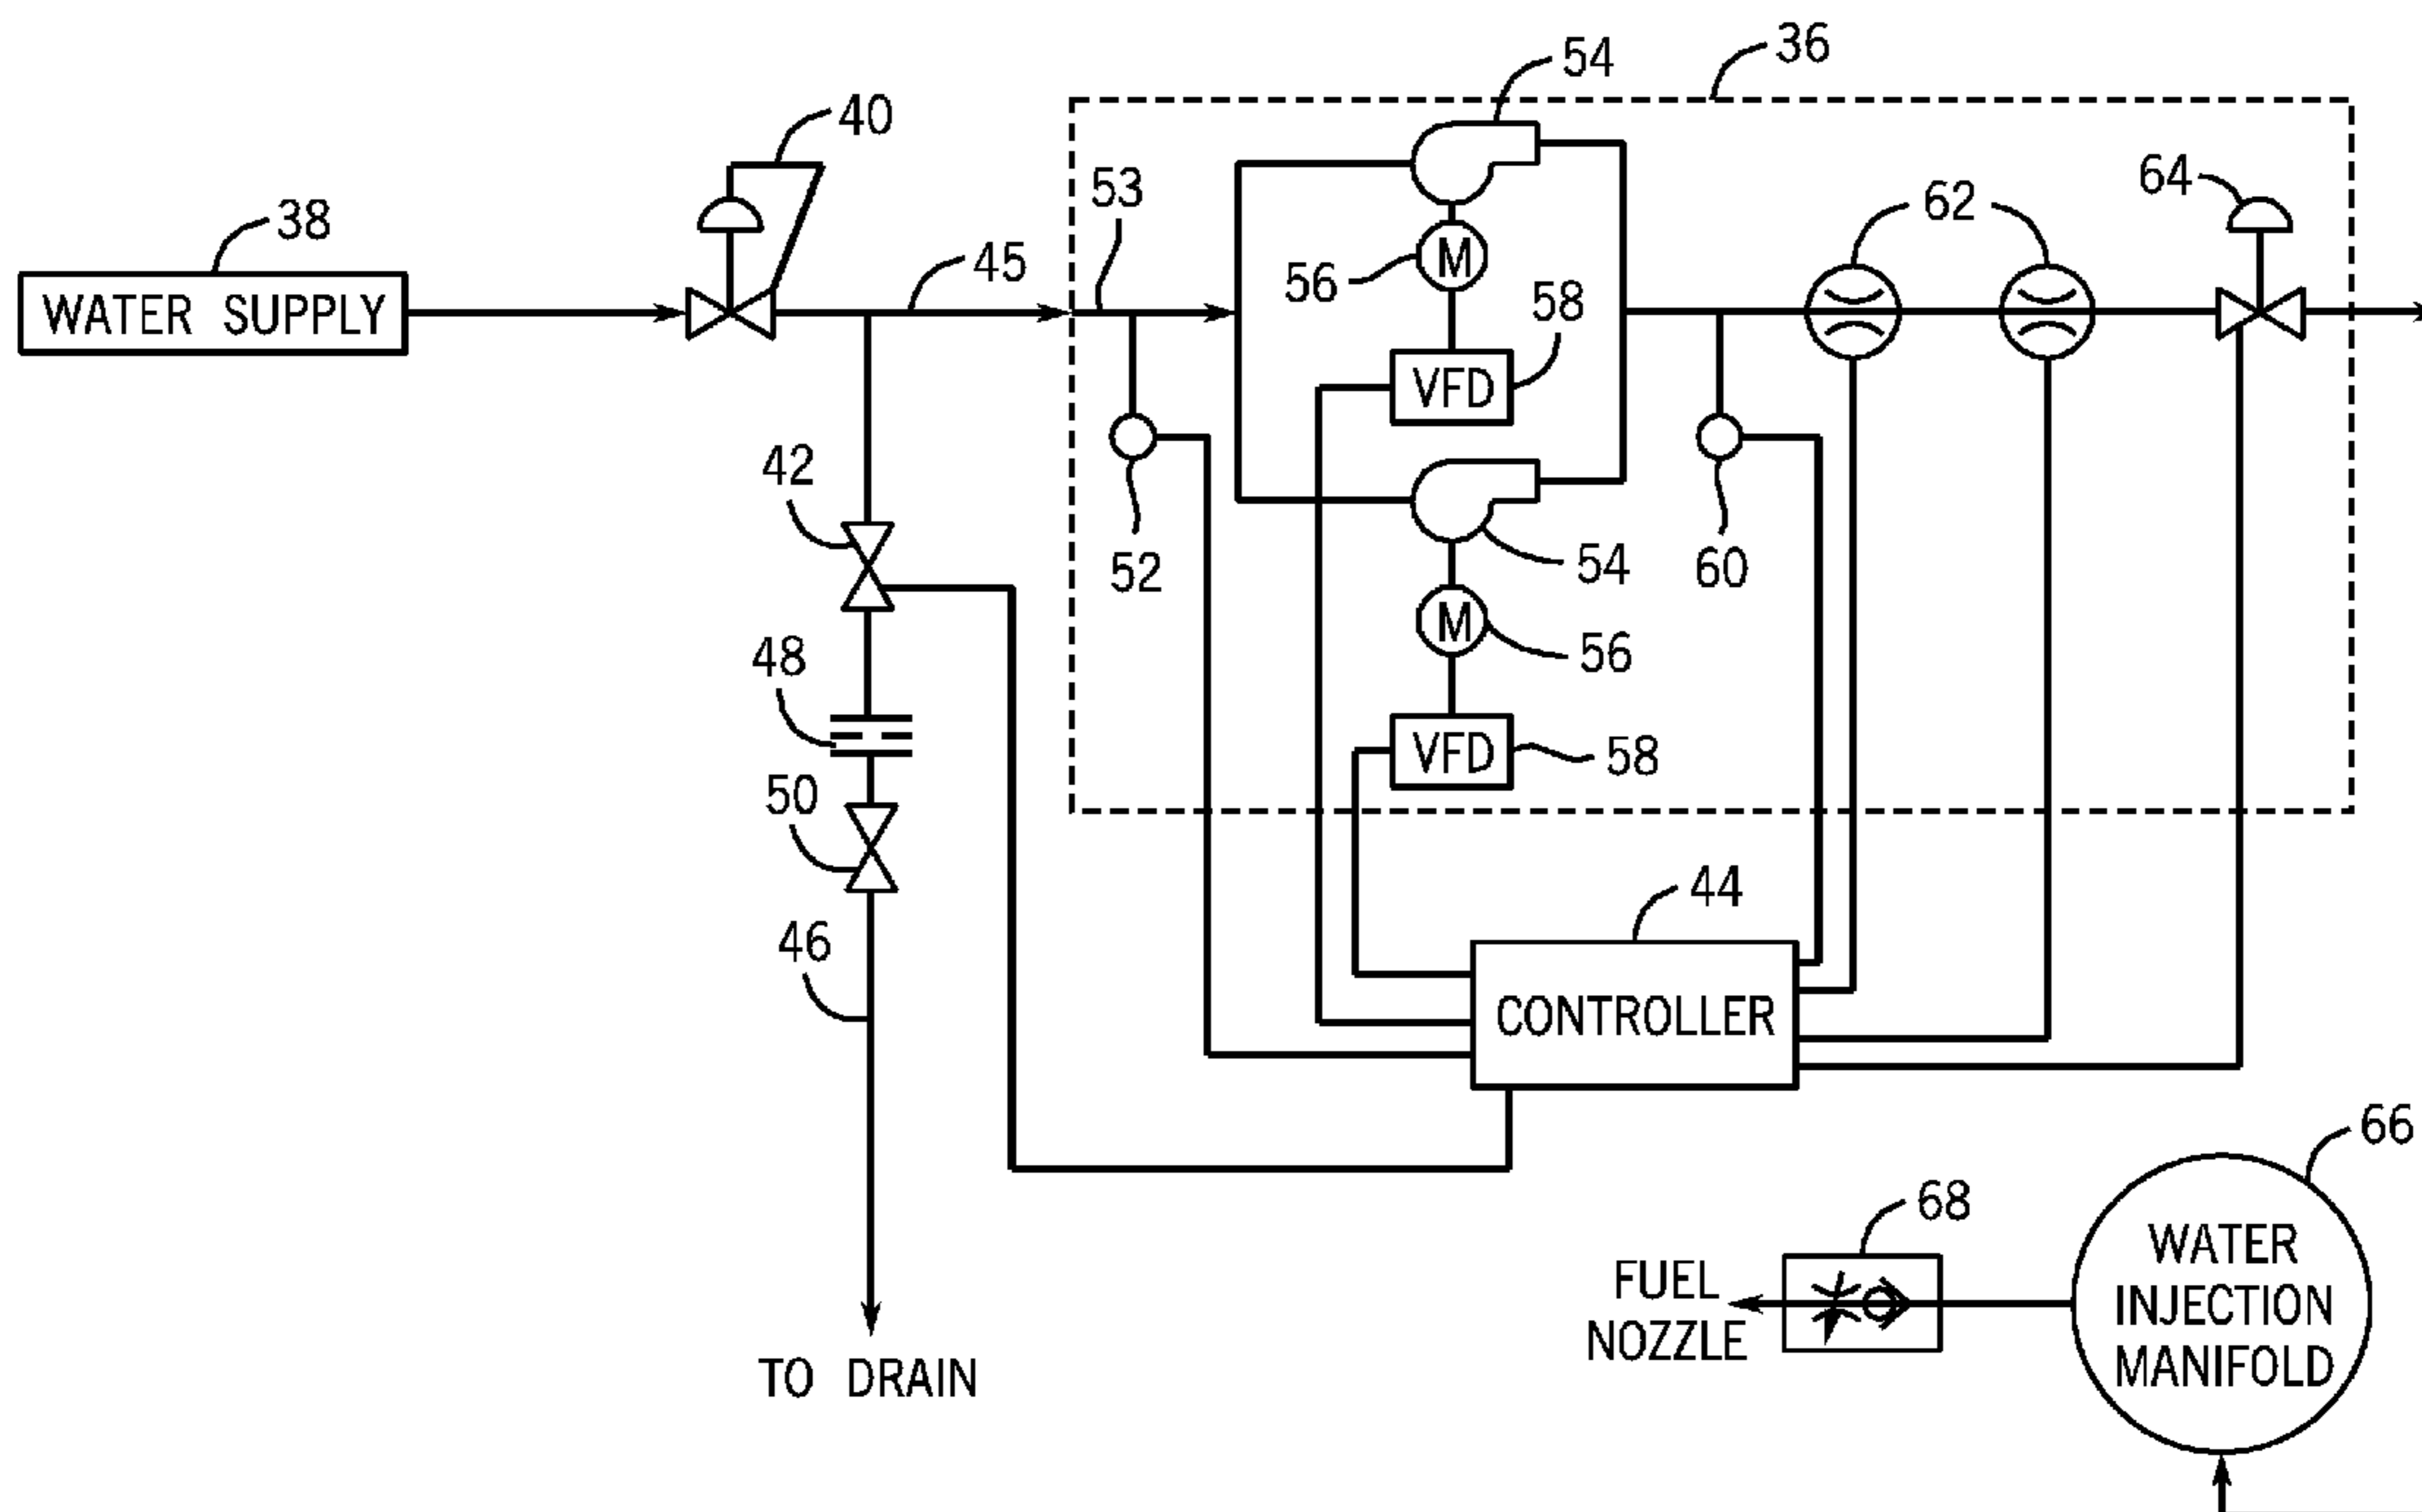 36
54
40
53
64
62
38
45
56
M
58
WATER SUPPLY
VFD
42
52
54
60
M
56
48
VFD
58
50
44
46
CONTROLLER
66
68
WATER
INJECTION
MANIFOLD
FUEL
NOZZLE
TO DRAIN